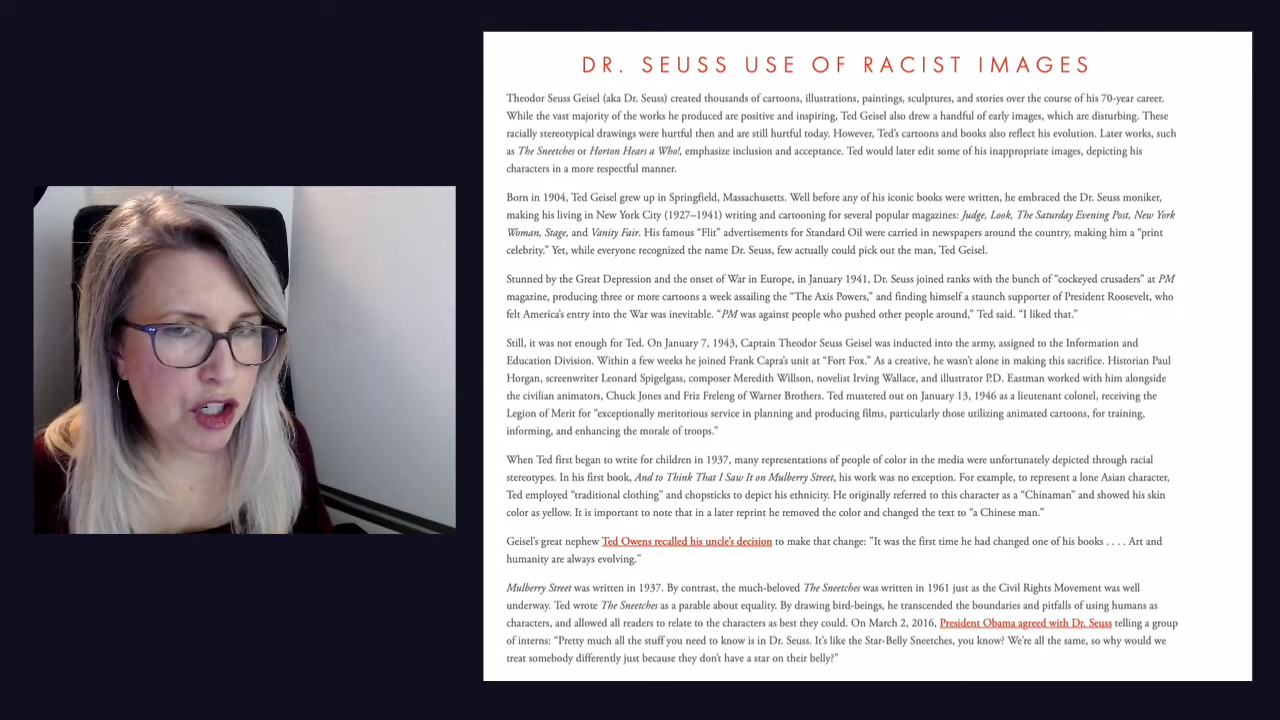 DR. SEUSS USE OF RACIST IMAGES
Theodor Seuss Geisel (aka Dr. Seuss) created thousands of cartoons, illustrations, paintings, sculptures, and stories over the course of his 70-year career.
While the vast majority of the works he produced are positive and inspiring, Ted Geisel also drew a handful of early images, which are disturbing. These
racially stereotypical drawings were hurtful then and are still hurtful today. However, Ted's cartoons and books also reflect his evolution. Later works, such
as The Sneetches or Horton Hears a Who!, emphasize inclusion and acceptance. Ted would later edit some of his inappropriate images, depicting his
characters in a more respectful manner.
Born in 1904, Ted Geisel grew up in Springfield, Massachusetts. Well before any of his iconic books were written, he embraced the Dr. Seuss moniker,
making his living in New York City (1927–1941) writing and cartooning for several popular magazines: Judge, Look, The Saturday Evening Post, New York
Woman, Stage, and Vanity Fair. His famous “Flit” advertisements for Standard Oil were carried in newspapers around the country, making him a “print
celebrity.” Yet, while everyone recognized the name Dr. Seuss, few actually could pick out the man, Ted Geisel.
Stunned by the Great Depression and the onset of War in Europe, in January 1941, Dr. Seuss joined ranks with the bunch of “cockeyed crusaders” at PM
magazine, producing three or more cartoons a week assailing the “The Axis Powers,” and finding himself a staunch supporter of President Roosevelt, who
felt America's entry into the War was inevitable. “PM was against people who pushed other people around,” Ted said. “I liked that.”
Still, it was not enough for Ted. On January 7, 1943, Captain Theodor Seuss Geisel was inducted into the army, assigned to the Information and
Education Division. Within a few weeks he joined Frank Capra's unit at “Fort Fox.” As a creative, he wasn't alone in making this sacrifice. Historian Paul
Horgan, screenwriter Leonard Spigelgass, composer Meredith Willson, novelist Irving Wallace, and illustrator P.D. Eastman worked with him alongside
the civilian animators, Chuck Jones and Friz Freleng of Warner Brothers. Ted mustered out on January 13, 1946 as a lieutenant colonel, receiving the
Legion of Merit for “exceptionally meritorious service in planning and producing films, particularly those utilizing animated cartoons, for training,
informing, and enhancing the morale of troops.”
When Ted first began to write for children in 1937, many representations of people of color in the media were unfortunately depicted through racial
stereotypes. In his first book, And to Think That I Saw It on Mulberry Street, his work was no exception. For example, to represent a lone Asian character,
Ted employed “traditional clothing” and chopsticks to depict his ethnicity. He originally referred to this character as a “Chinaman” and showed his skin
color as yellow. It is important to note that in a later reprint he removed the color and changed the text to “a Chinese man.”
Geisel's great nephew Ted Owens recalled his uncle's decision to make that change: "It was the first time he had changed one of his books . . . . Art and
humanity are always evolving."
Mulberry Street was written in 1937. By contrast, the much-beloved The Sneetches was written in 1961 just as the Civil Rights Movement was well
underway. Ted wrote The Sneetches as a parable about equality. By drawing bird-beings, he transcended the boundaries and pitfalls of using humans as
characters, and allowed all readers to relate to the characters as best they could. On March 2, 2016, President Obama agreed with Dr. Seuss telling a group
of interns: “Pretty much all the stuff you need to know is in Dr. Seuss. It's like the Star-Belly Sneetches, you know? We're all the same, so why would we
treat somebody differently just because they don't have a star on their belly?”